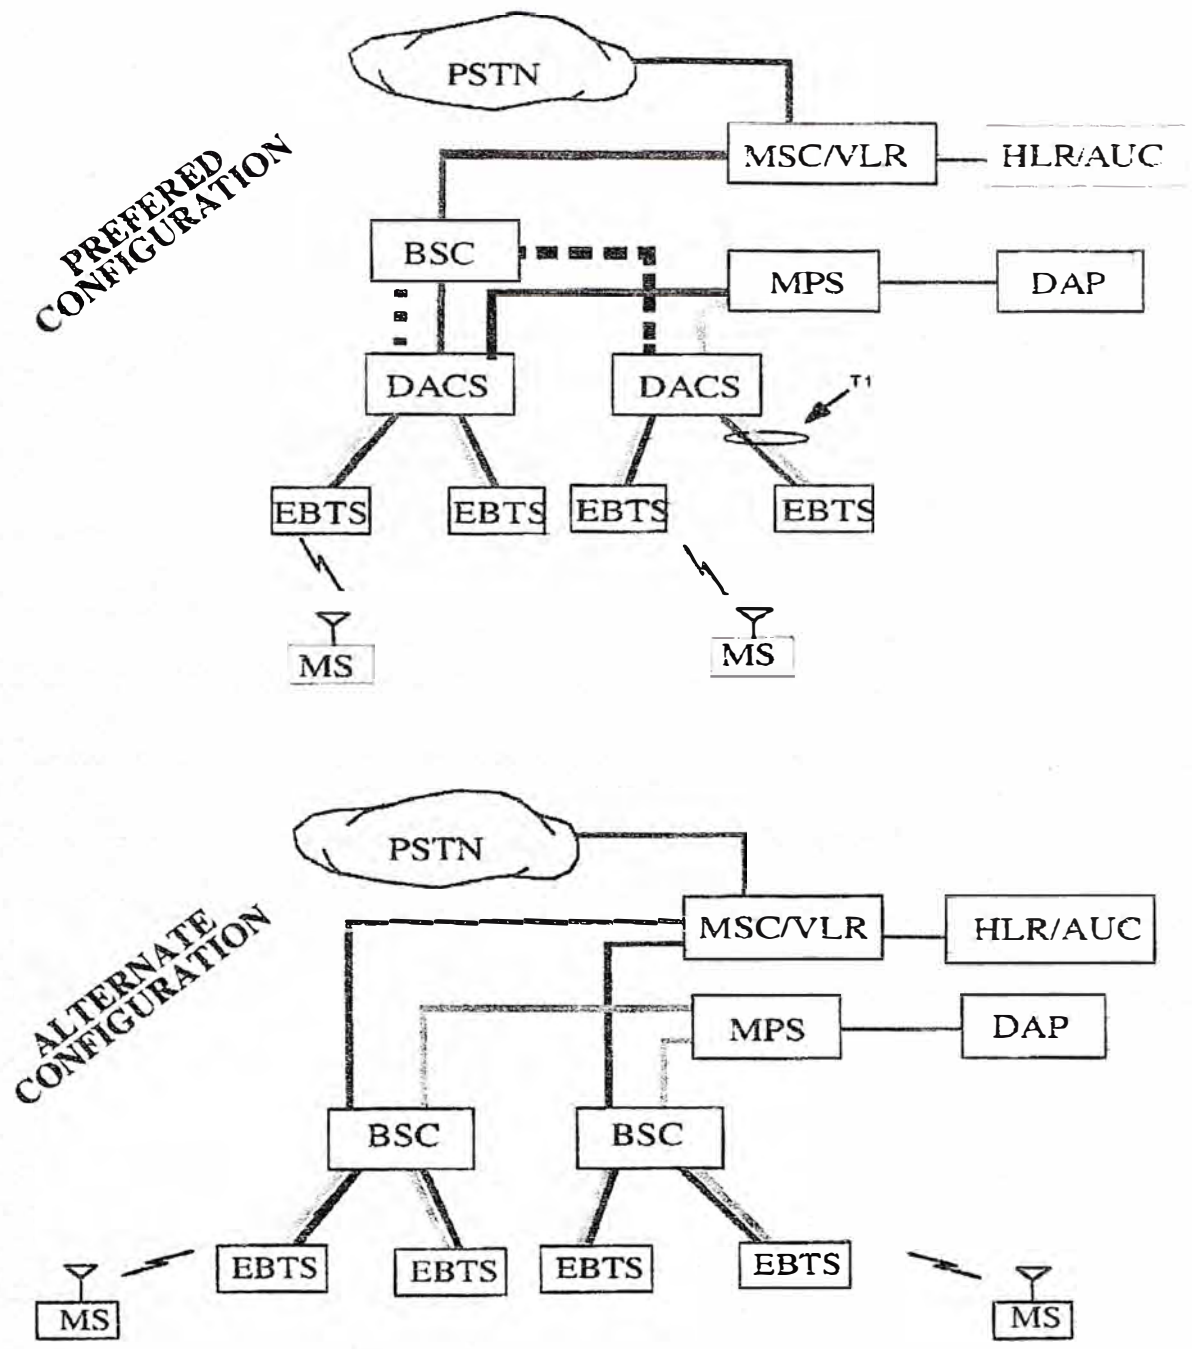 PSTN
MSC/VLR
HLR/AUC
PREFERED
CONFIGURATION
BSC
MPS
DAP
DACS
DACS
T1
EBTS
EBTS
EBTS
EBTS
MS
MS
PSTN
MSC/VLR
HLR/AUC
ALTERNATE
CONFIGURATION
MPS
DAP
BSC
BSC
EBTS
EBTS
EBTS
EBTS
MS
MS